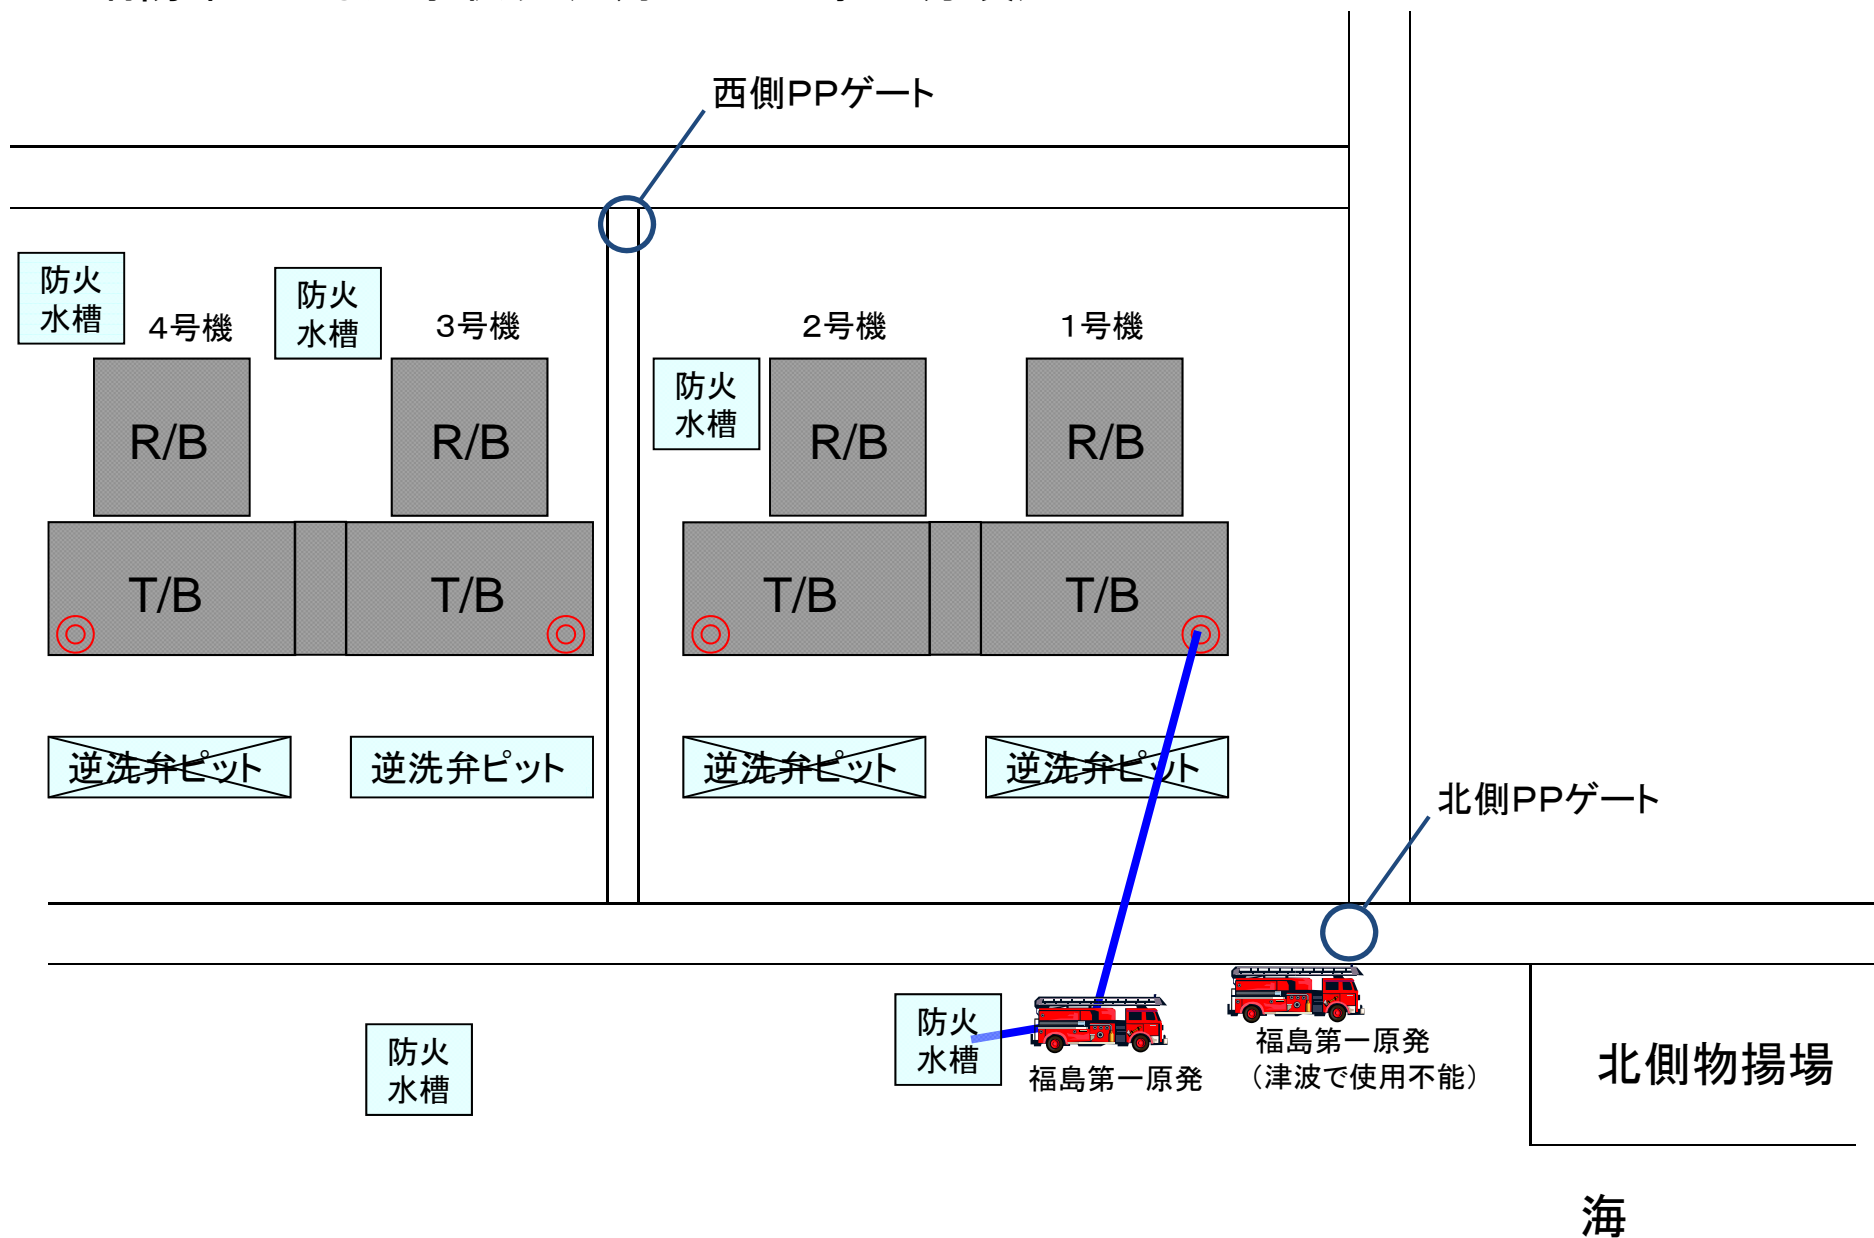 西側PPゲート
防火
水槽
4号機
防火
水槽
3号機
2号機
1号機
防火
水槽
R/B
R/B
R/B
R/B
T/B
T/B
T/B
T/B
逆洗弁ピット
逆洗弁ピット
逆洗弁ピット
逆洗弁ピット
北側PPゲート
防火
水槽
福島第一原発
福島第一原発
（津波で使用不能）
防火
水槽
北側物揚場
海